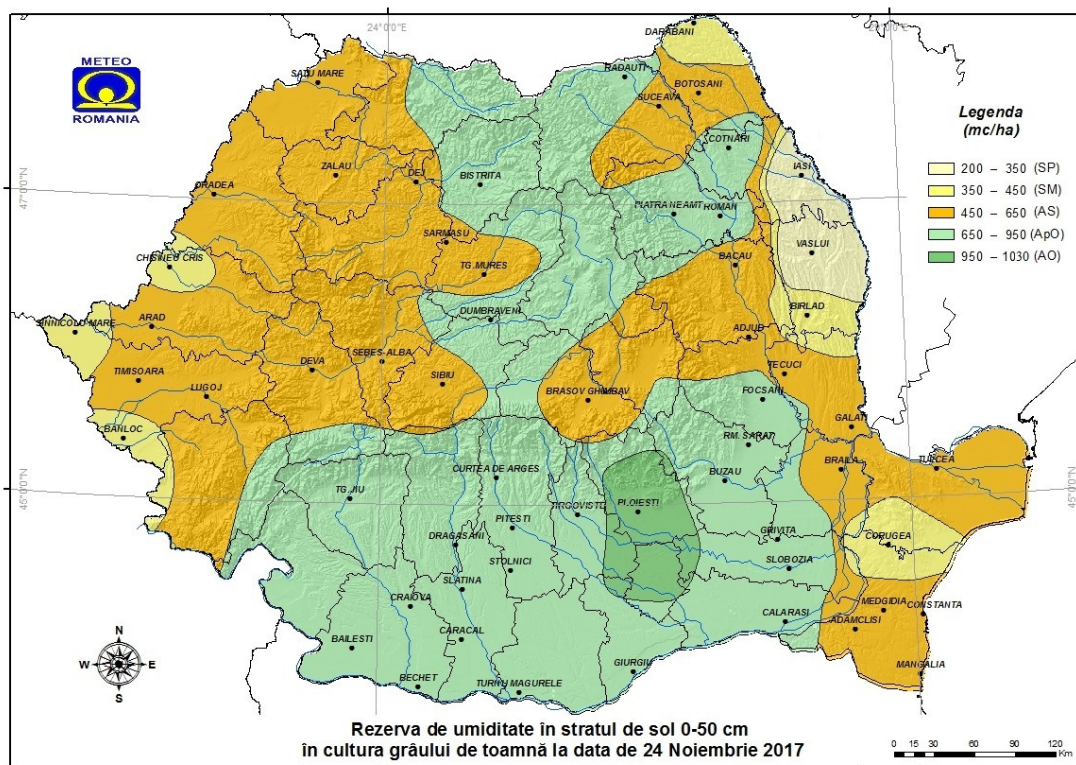 24°0'0"E
METEO
ROMANIA
DARABANI
SATU MARE
RADAUTI
BOTOSANI
SUCEAVA
Legenda
(mc/ha)
200 – 350 (SP)
350 – 450 (SM)
450 – 650 (AS)
650 – 950 (ApO)
950 – 1030 (AO)
COTNARI
IASI
ZALAU
DEJ
BISTRITA
ORADEA
47°0'0"N
47°0'0"N
PIATRA NEAMT
ROMAN
SARMASU
VASLUI
CHISINEU CRIS
TG.MURES
BACAU
BIRLAD
DUMBRAVENI
SINNICOLO MARE
ARAD
ADJUD
SEBES-ALBA
DEVA
TIMISOARA
SIBIU
TECUCI
LUGOJ
BRASOV GHIMBAV
FOCSANI
BANLOC
GALATI
RM. SARAT
CURTEA DE ARGES
BUZAU
BRAILA
TULCEA
45°0'0"N
45°0'0"N
TG.JIU
TIRGOVISTE
PLOIESTI
PITESTI
GRIVITA
CORUGEA
DRAGASANI
STOLNICI
SLOBOZIA
SLATINA
CRAIOVA
MEDGIDIA
CONSTANTA
CALARASI
ADAMCLISI
CARACAL
BAILESTI
GIURGIU
MANGALIA
BECHET
TURNU MAGURELE
N
W E
S
Rezerva de umiditate în stratul de sol 0-50 cm
în cultura grâului de toamnă la data de 24 Noiembrie 2017
0 15 30 60 90 120
Km